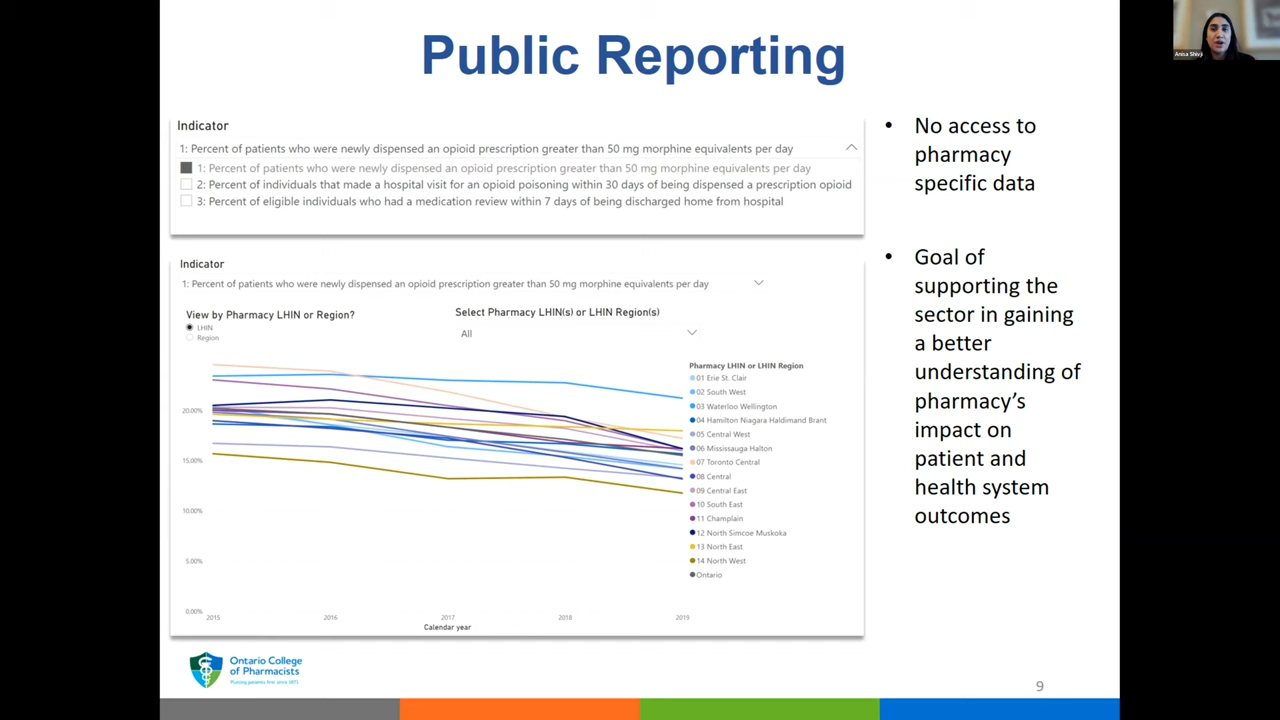 Public Reporting
Anisa Shivji
Indicator
1: Percent of patients who were newly dispensed an opioid prescription greater than 50 mg morphine equivalents per day
1: Percent of patients who were newly dispensed an opioid prescription greater than 50 mg morphine equivalents per day
2: Percent of individuals that made a hospital visit for an opioid poisoning within 30 days of being dispensed a prescription opioid
3: Percent of eligible individuals who had a medication review within 7 days of being discharged home from hospital
Indicator
1: Percent of patients who were newly dispensed an opioid prescription greater than 50 mg morphine equivalents per day
View by Pharmacy LHIN or Region?
LHIN
Region
Select Pharmacy LHIN(s) or LHIN Region(s)
All
20.00%
15.00%
10.00%
5.00%
0.00%
2015
2016
2017
2018
2019
Calendar year
Pharmacy LHIN or LHIN Region
01 Erie St. Clair
02 South West
03 Waterloo Wellington
04 Hamilton Niagara Haldimand Brant
05 Central West
06 Mississauga Halton
07 Toronto Central
08 Central
09 Central East
10 South East
11 Champlain
12 North Simcoe Muskoka
13 North East
14 North West
Ontario
• No access to
pharmacy
specific data
• Goal of
supporting the
sector in gaining
a better
understanding of
pharmacy's
impact on
patient and
health system
outcomes
Ontario College
of Pharmacists
Putting patients first since 1871
9